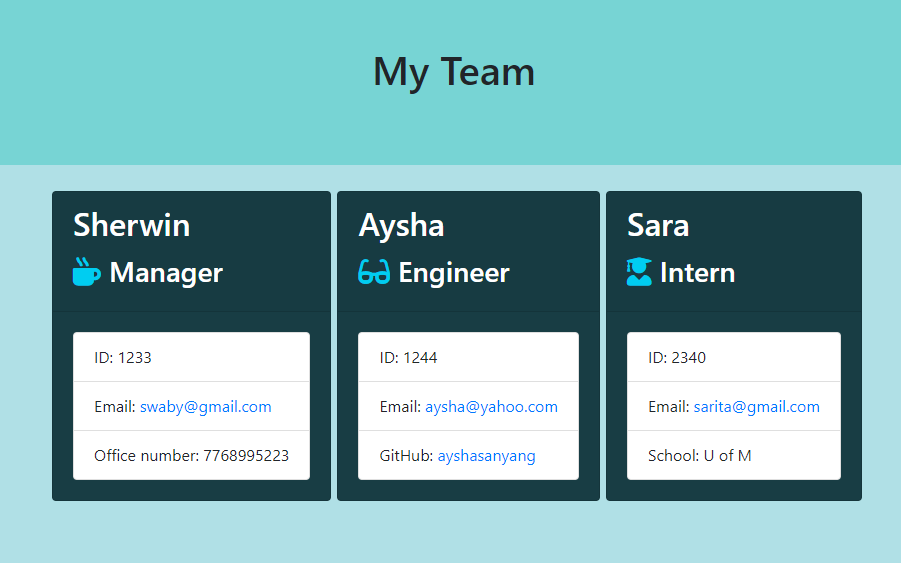 My Team
Sherwin
Manager
ID: 1233
Email: swaby@gmail.com
Office number: 7768995223
Aysha
Engineer
ID: 1244
Email: aysha@yahoo.com
GitHub: ayshasanyang
Sara
Intern
ID: 2340
Email: sarita@gmail.com
School: U of M